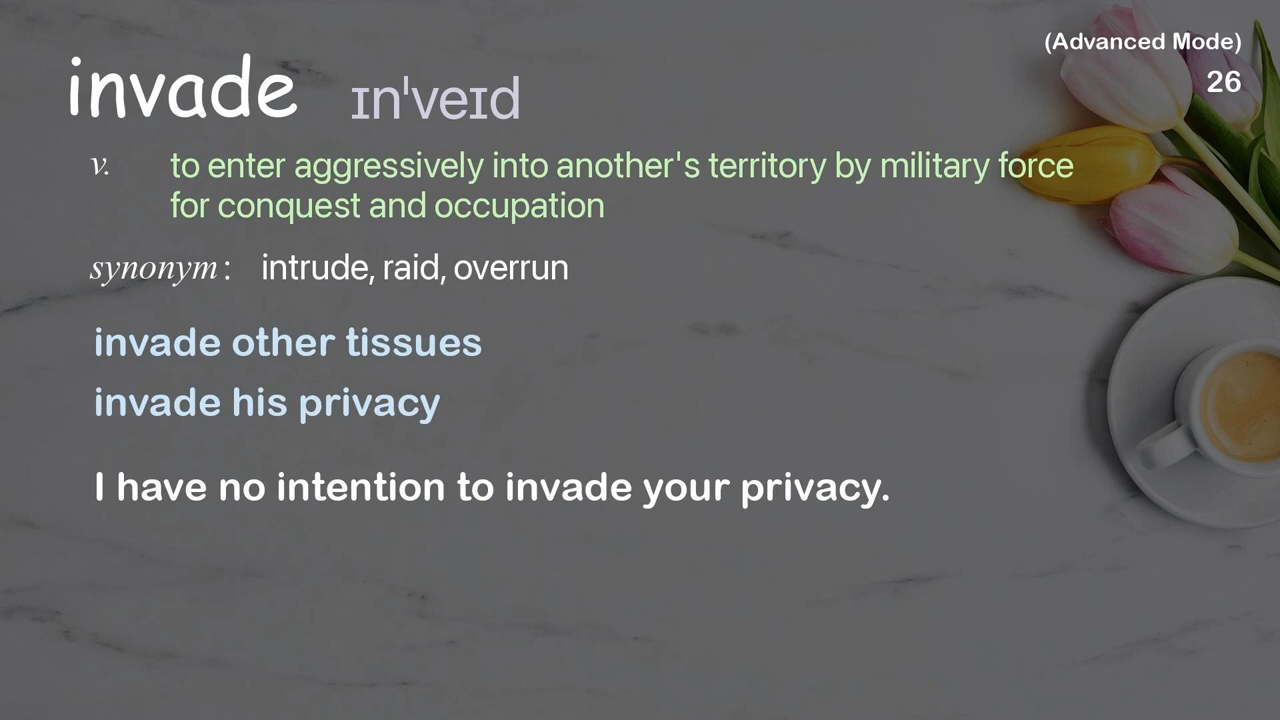 (Advanced Mode)
26
invade ɪnˈveɪd
v. to enter aggressively into another's territory by military force
for conquest and occupation
synonym : intrude, raid, overrun
invade other tissues
invade his privacy
I have no intention to invade your privacy.